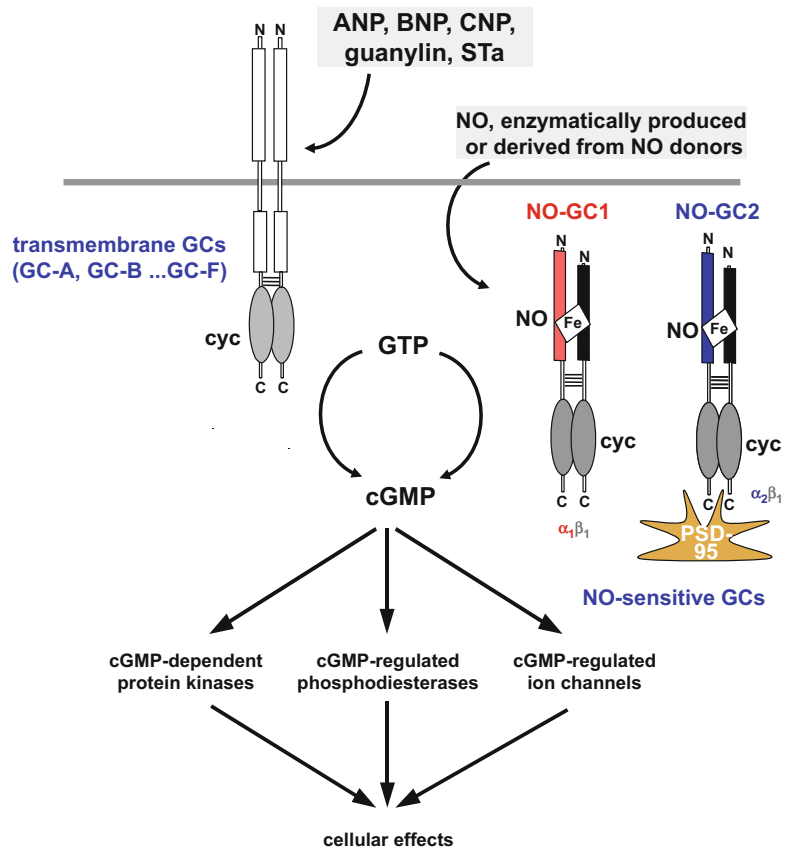 N N
ANP, BNP, CNP,
guanylin, STa
NO, enzymatically produced
or derived from NO donors
transmembrane GCs
(GC-A, GC-B ...GC-F)
cyc
C C
NO-GC1
N
N
NO
Fe
cyc
C C
α₁β₁
NO-GC2
N
N
NO
Fe
cyc
C C
α₂β₁
PSD-
95
NO-sensitive GCs
GTP
cGMP
cGMP-dependent
protein kinases
cGMP-regulated
phosphodiesterases
cGMP-regulated
ion channels
cellular effects